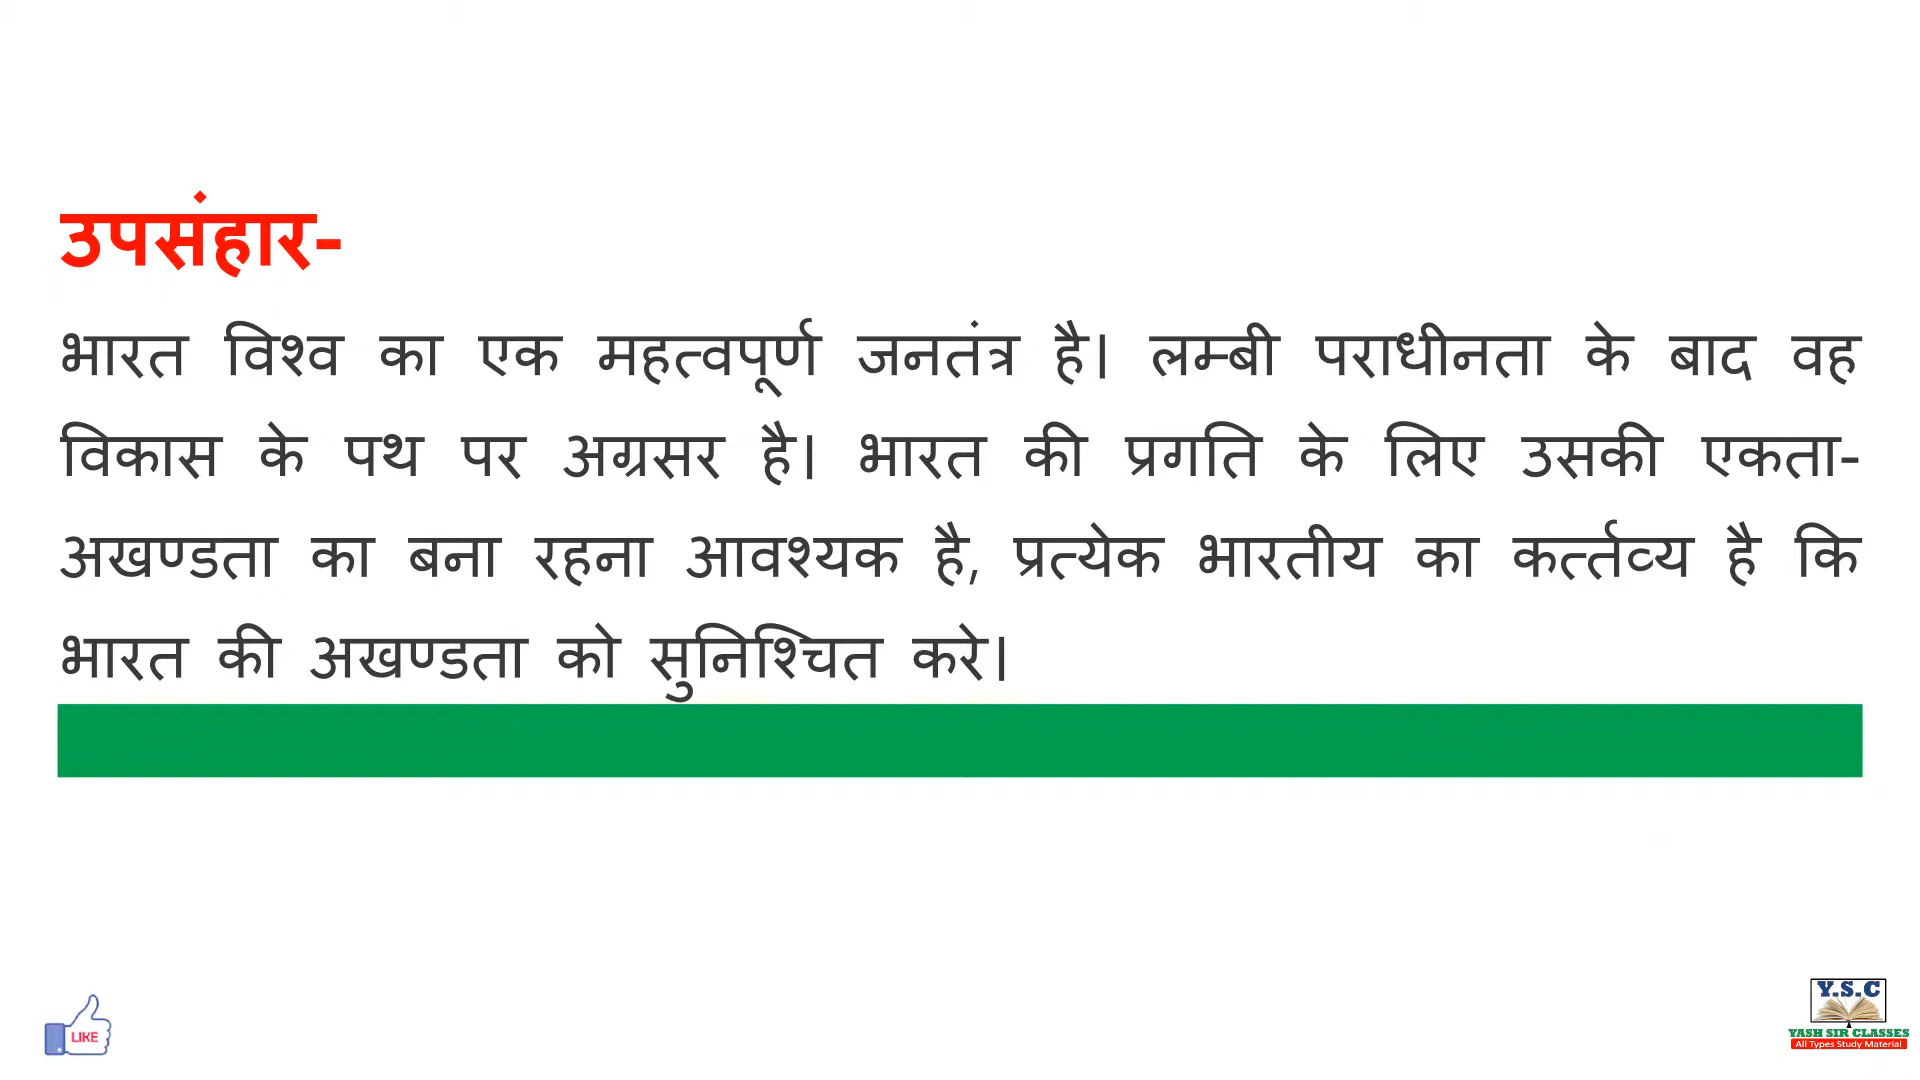 उपसंहार-
भारत विश्व का एक महत्वपूर्ण जनतंत्र है। लम्बी पराधीनता के बाद वह
विकास के पथ पर अग्रसर है। भारत की प्रगति के लिए उसकी एकता-
अखण्डता का बना रहना आवश्यक है, प्रत्येक भारतीय का कर्त्तव्य है कि
भारत की अखण्डता को सुनिश्चित करे।
LIKE
Y.S.C
YASH SIR CLASSES
All Types Study Material